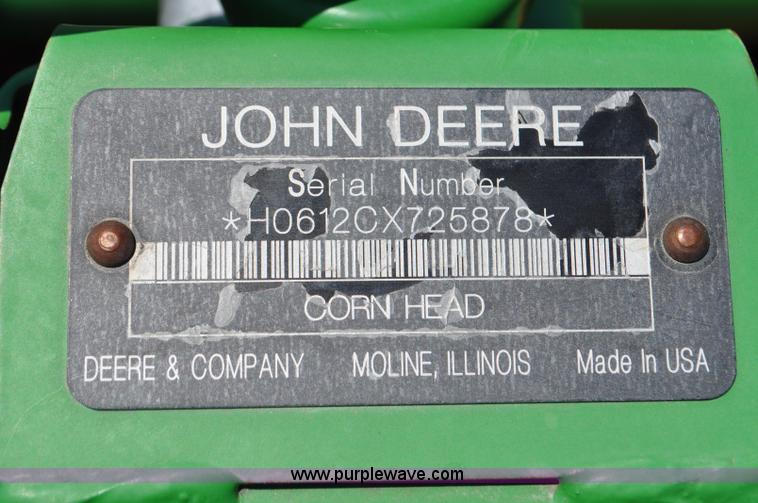 JOHN DEERE
Serial Number
*H0612CX725878*
CORN HEAD
DEERE & COMPANY MOLINE, ILLINOIS Made In USA
www.purplewave.com